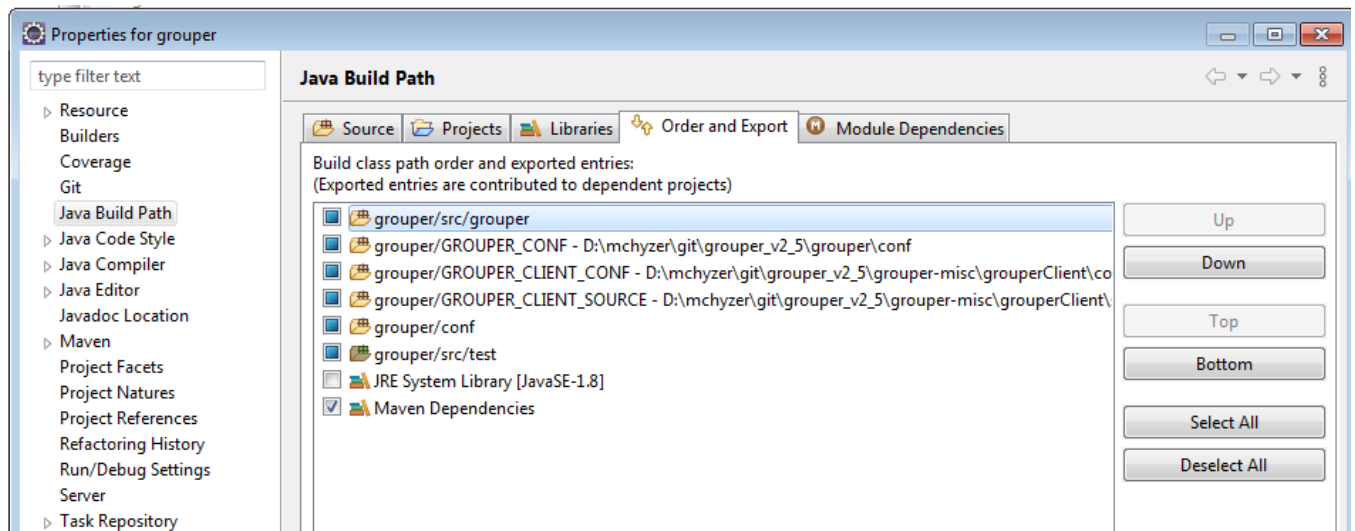 Properties for grouper
type filter text
Resource
Builders
Coverage
Git
Java Build Path
Java Code Style
Java Compiler
Java Editor
Javadoc Location
Maven
Project Facets
Project Natures
Project References
Refactoring History
Run/Debug Settings
Server
Task Repository
Java Build Path
Source
Projects
Libraries
Order and Export
Module Dependencies
Build class path order and exported entries:
(Exported entries are contributed to dependent projects)
grouper/src/grouper
grouper/GROUPER_CONF - D:\mchyzer\git\grouper_v2_5\grouper\conf
grouper/GROUPER_CLIENT_CONF - D:\mchyzer\git\grouper_v2_5\grouper-misc\grouperClient\co
grouper/GROUPER_CLIENT_SOURCE - D:\mchyzer\git\grouper_v2_5\grouper-misc\grouperClient\
grouper/conf
grouper/src/test
JRE System Library [JavaSE-1.8]
Maven Dependencies
Up
Down
Top
Bottom
Select All
Deselect All